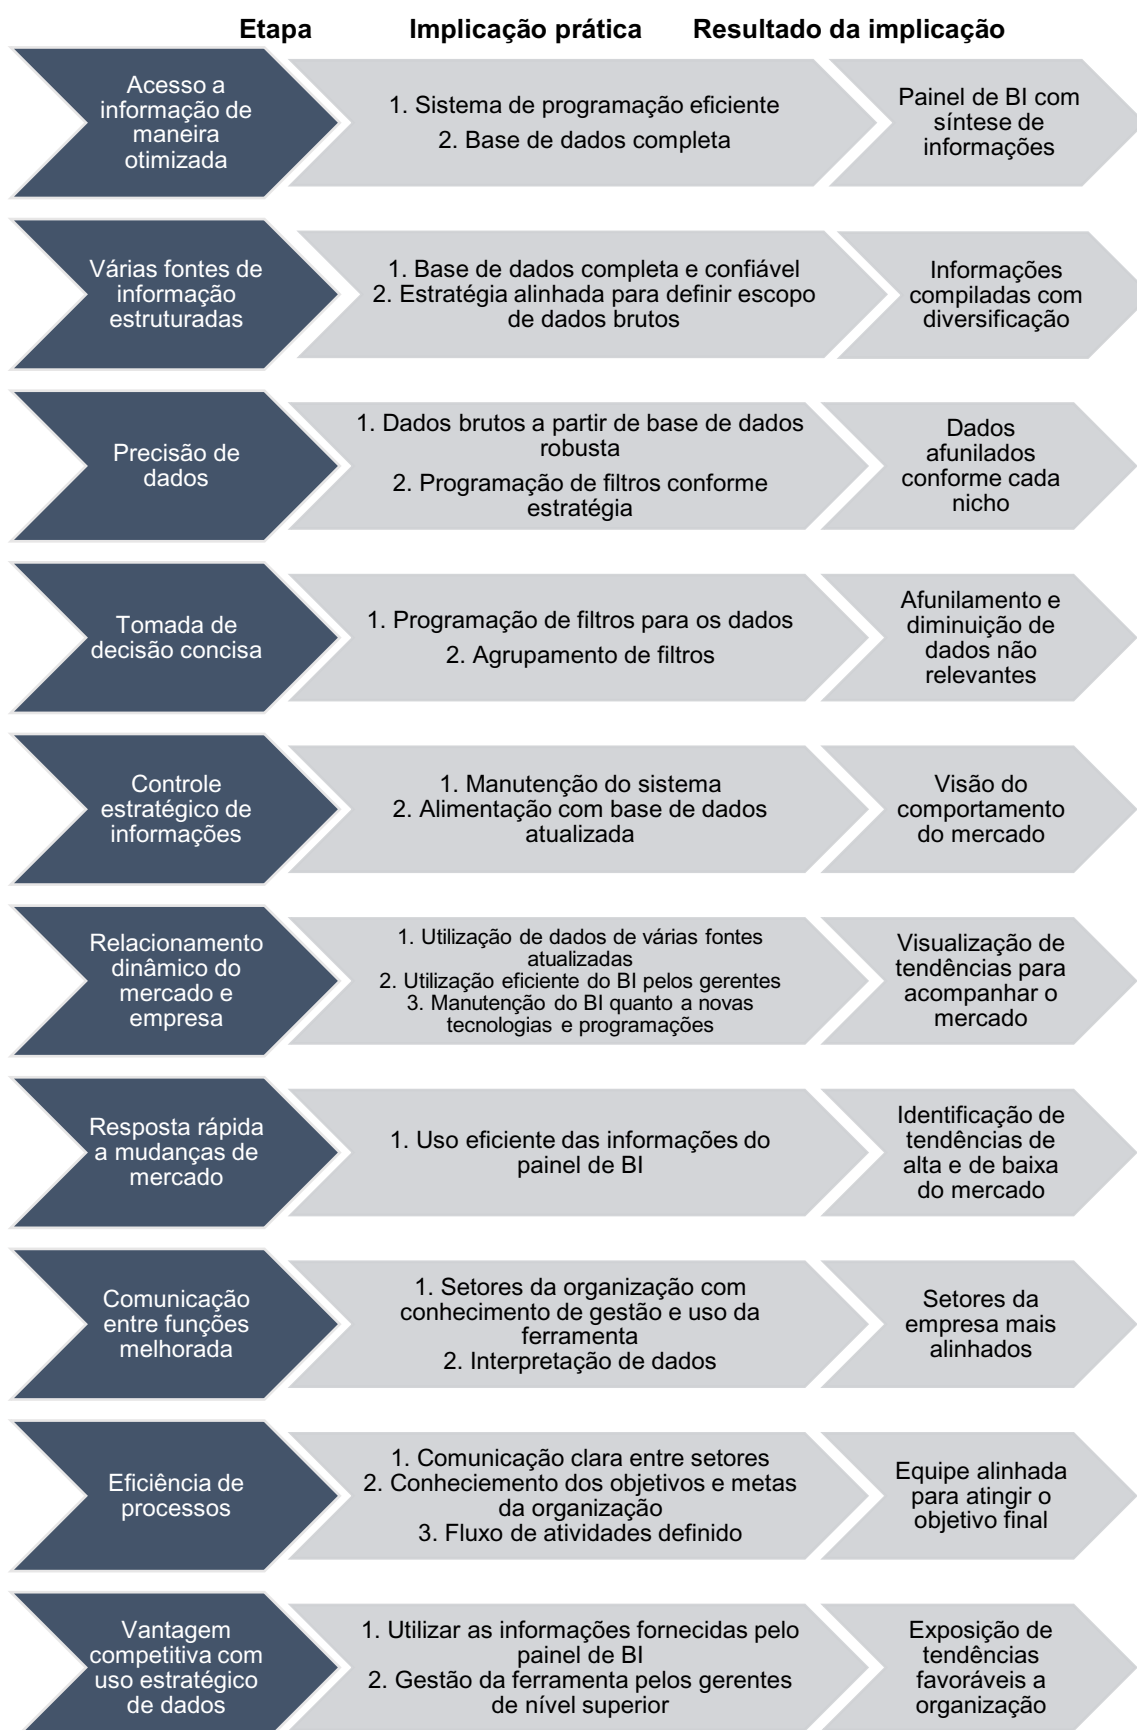 Etapa Implicação prática Resultado da implicação
Acesso a
informação de
maneira
otimizada
1. Sistema de programação eficiente
2. Base de dados completa
Painel de BI com
síntese de
informações
Várias fontes de
informação
estruturadas
1. Base de dados completa e confiável
2. Estratégia alinhada para definir escopo
de dados brutos
Informações
compiladas com
diversificação
Precisão de
dados
1. Dados brutos a partir de base de dados
robusta
2. Programação de filtros conforme
estratégia
Dados
afunilados
conforme cada
nicho
Tomada de
decisão concisa
1. Programação de filtros para os dados
2. Agrupamento de filtros
Afunilamento e
diminuição de
dados não
relevantes
Controle
estratégico de
informações
1. Manutenção do sistema
2. Alimentação com base de dados
atualizada
Visão do
comportamento
do mercado
Relacionamento
dinâmico do
mercado e
empresa
1. Utilização de dados de várias fontes
atualizadas
2. Utilização eficiente do BI pelos gerentes
3. Manutenção do BI quanto a novas
tecnologias e programações
Visualização de
tendências para
acompanhar o
mercado
Resposta rápida
a mudanças de
mercado
1. Uso eficiente das informações do
painel de BI
Identificação de
tendências de
alta e de baixa
do mercado
Comunicação
entre funções
melhorada
1. Setores da organização com
conhecimento de gestão e uso da
ferramenta
2. Interpretação de dados
Setores da
empresa mais
alinhados
Eficiência de
processos
1. Comunicação clara entre setores
2. Conheciemento dos objetivos e metas
da organização
3. Fluxo de atividades definido
Equipe alinhada
para atingir o
objetivo final
Vantagem
competitiva com
uso estratégico
de dados
1. Utilizar as informações fornecidas pelo
painel de BI
2. Gestão da ferramenta pelos gerentes
de nível superior
Exposição de
tendências
favoráveis a
organização